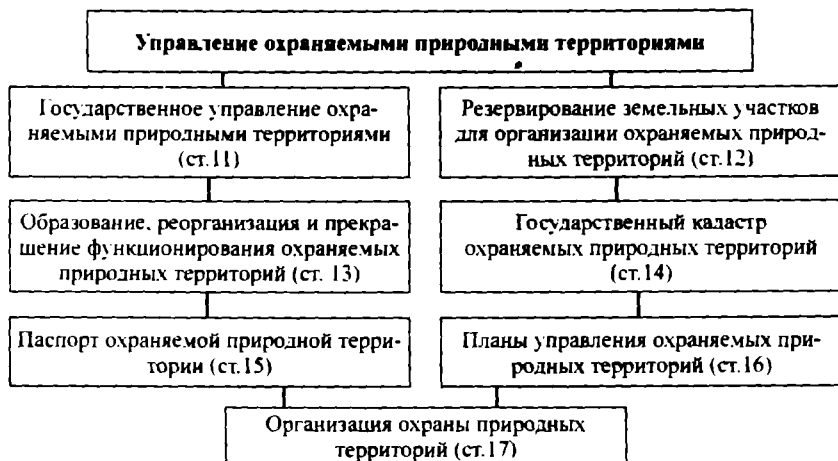 Управление охраняемыми природными территориями
Государственное управление охра-
няемыми природными территориями
(ст.11)
Резервирование земельных участков
для организации охраняемых природ-
ных территорий (ст.12)
Образование, реорганизация и прекра-
щение функционирования охраняемых
природных территорий (ст. 13)
Государственный кадастр
охраняемых природных территорий
(ст.14)
Паспорт охраняемой природной терри-
тории (ст.15)
Планы управления охраняемых при-
родных территорий (ст.16)
Организация охраны природных
территорий (ст.17)